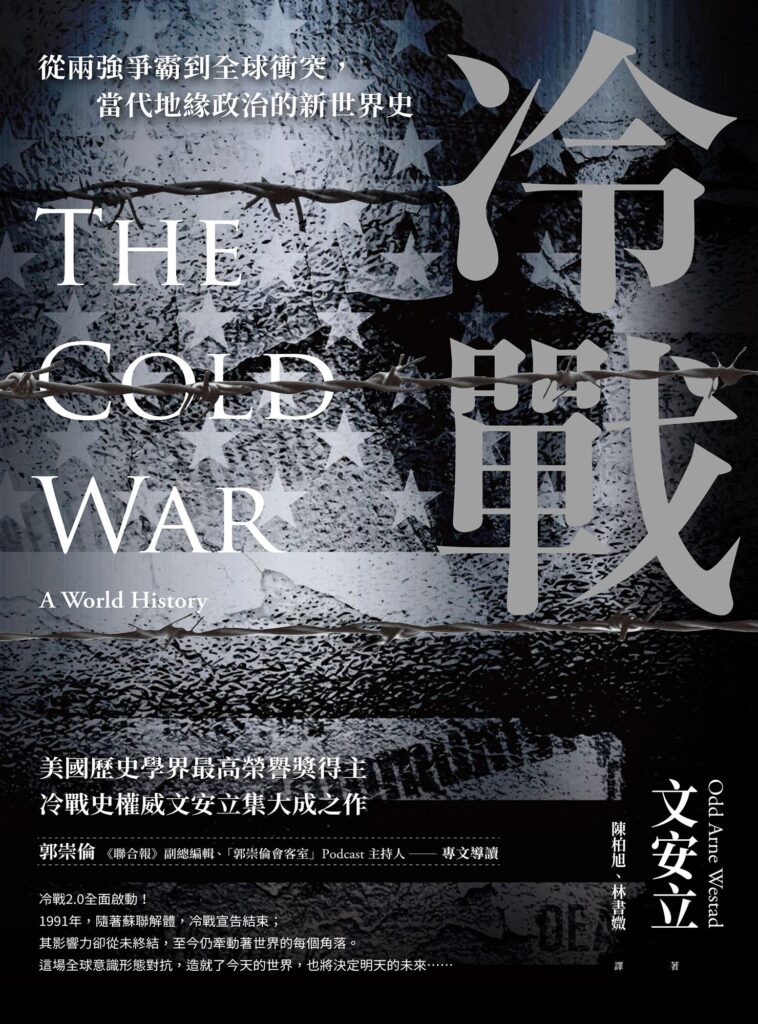 從兩強爭霸到全球衝突，
當代地緣政治的新世界史
冷戰
THE
COLD
WAR
A World History
美國歷史學界最高榮譽獎得主
冷戰史權威文安立集大成之作
郭崇倫 《聯合報》副總編輯、「郭崇倫會客室」Podcast 主持人 —— 專文導讀
冷戰2.0全面啟動！
1991年，隨著蘇聯解體，冷戰宣告結束；
其影響力卻從未終結，至今仍牽動著世界的每個角落。
這場全球意識形態對抗，造就了今天的世界，也將決定明天的未來……
Odd Arne Westad
文安立 著
陳柏旭、林書媺 譯